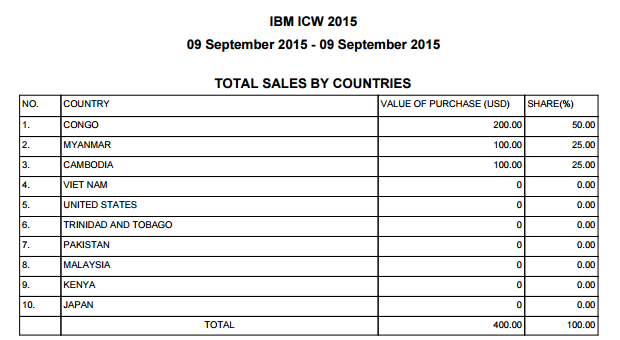 IBM ICW 2015
09 September 2015 - 09 September 2015
TOTAL SALES BY COUNTRIES
NO. COUNTRY VALUE OF PURCHASE (USD) SHARE(%)
1. CONGO 200.00 50.00
2. MYANMAR 100.00 25.00
3. CAMBODIA 100.00 25.00
4. VIET NAM 0 0.00
5. UNITED STATES 0 0.00
6. TRINIDAD AND TOBAGO 0 0.00
7. PAKISTAN 0 0.00
8. MALAYSIA 0 0.00
9. KENYA 0 0.00
10. JAPAN 0 0.00
TOTAL 400.00 100.00